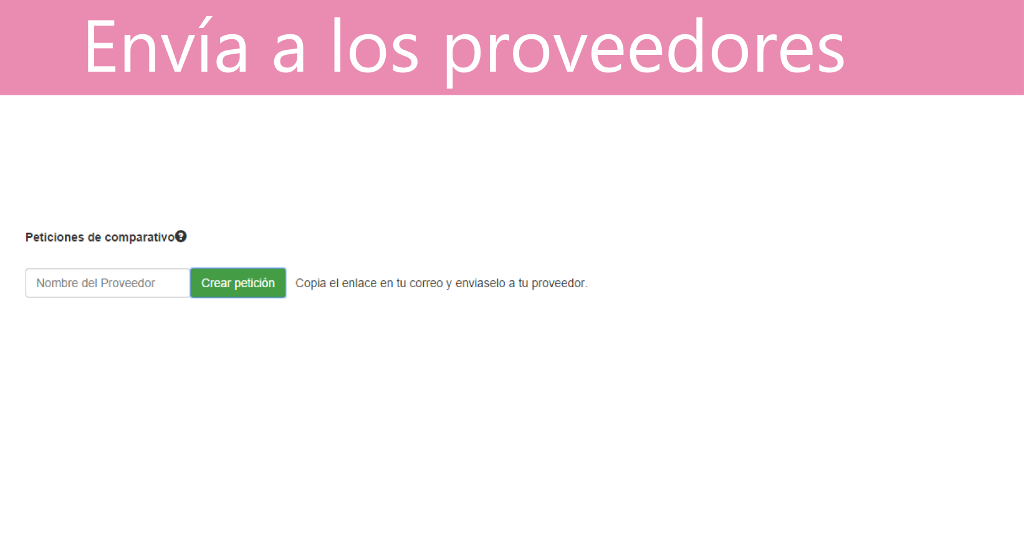 Envía a los proveedores
Peticiones de comparativo
Nombre del Proveedor
Crear petición
Copia el enlace en tu correo y enviaselo a tu proveedor.